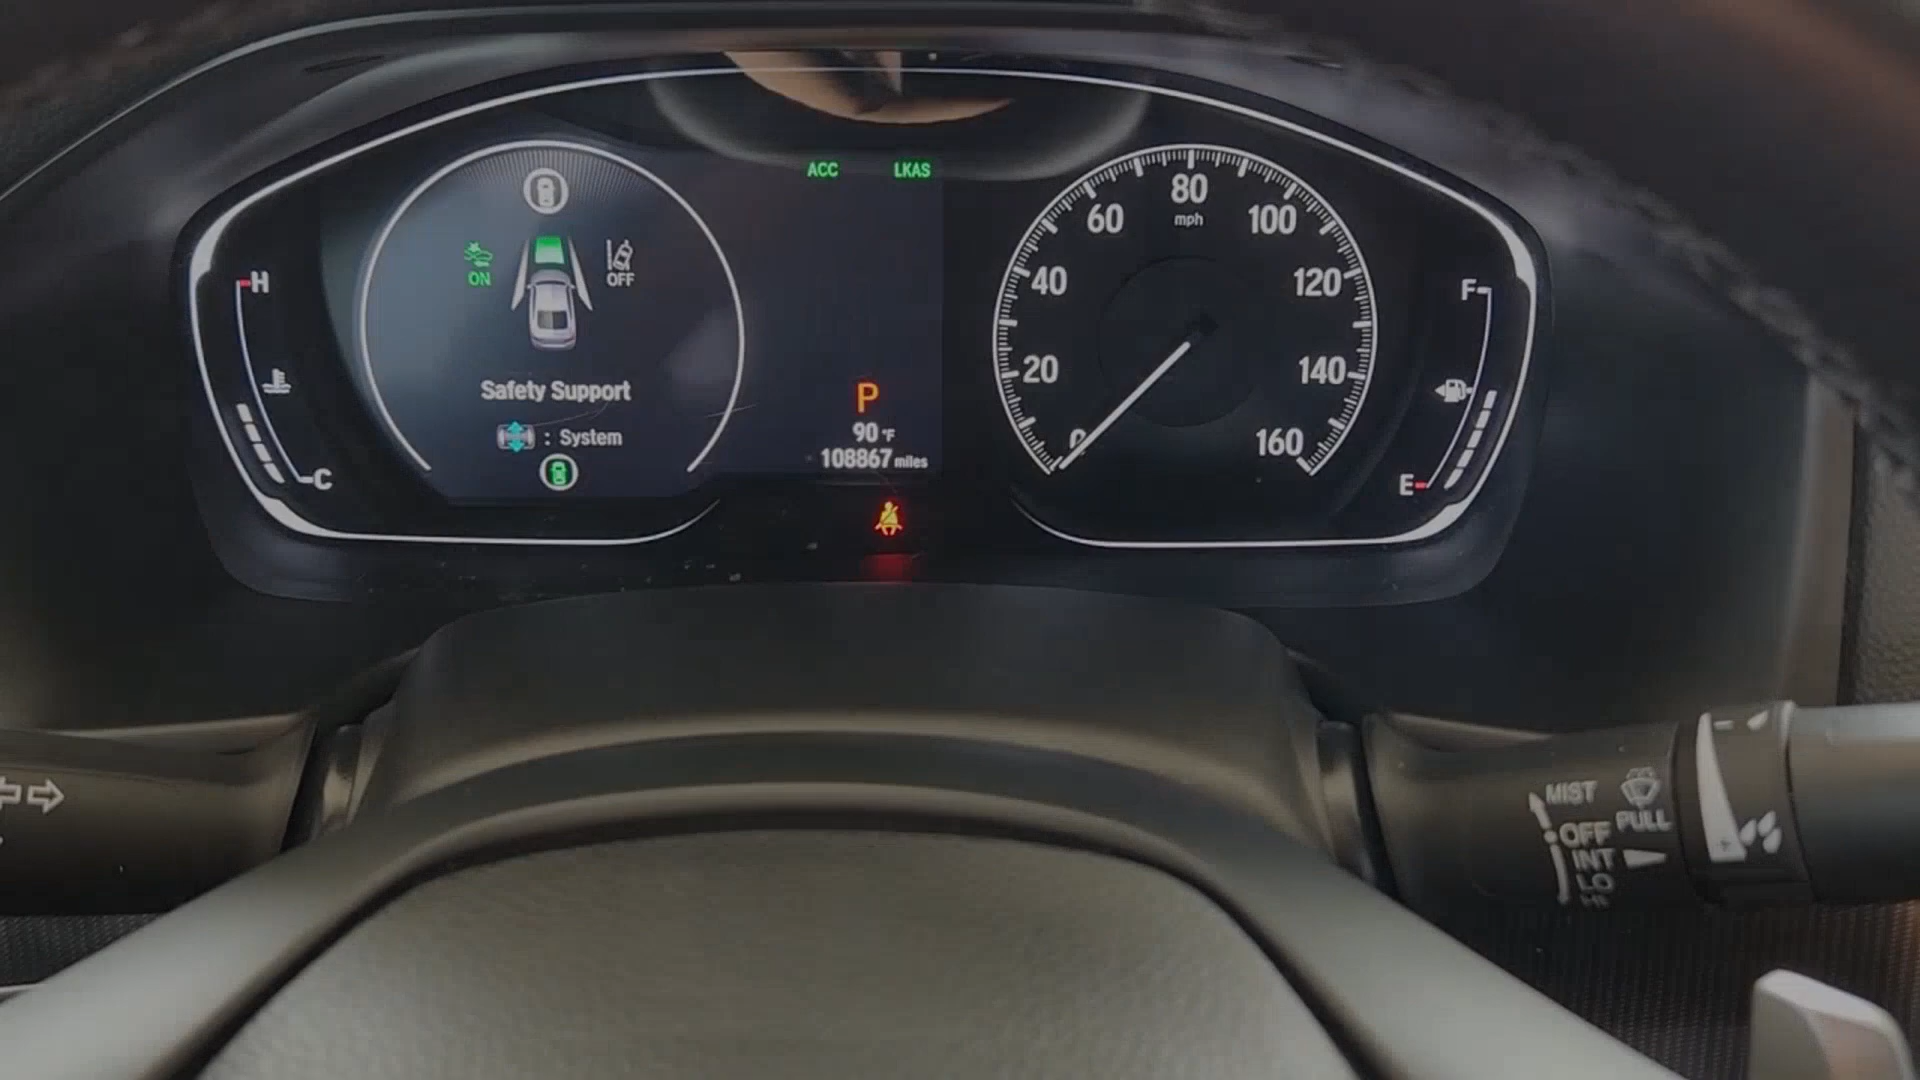 ACC LKAS
ON
OFF
Safety Support
: System
H
C
P
90 °F
108867 miles
0
20
40
60
80
mph
100
120
140
160
F
E
MIST
OFF PULL
INT
LO